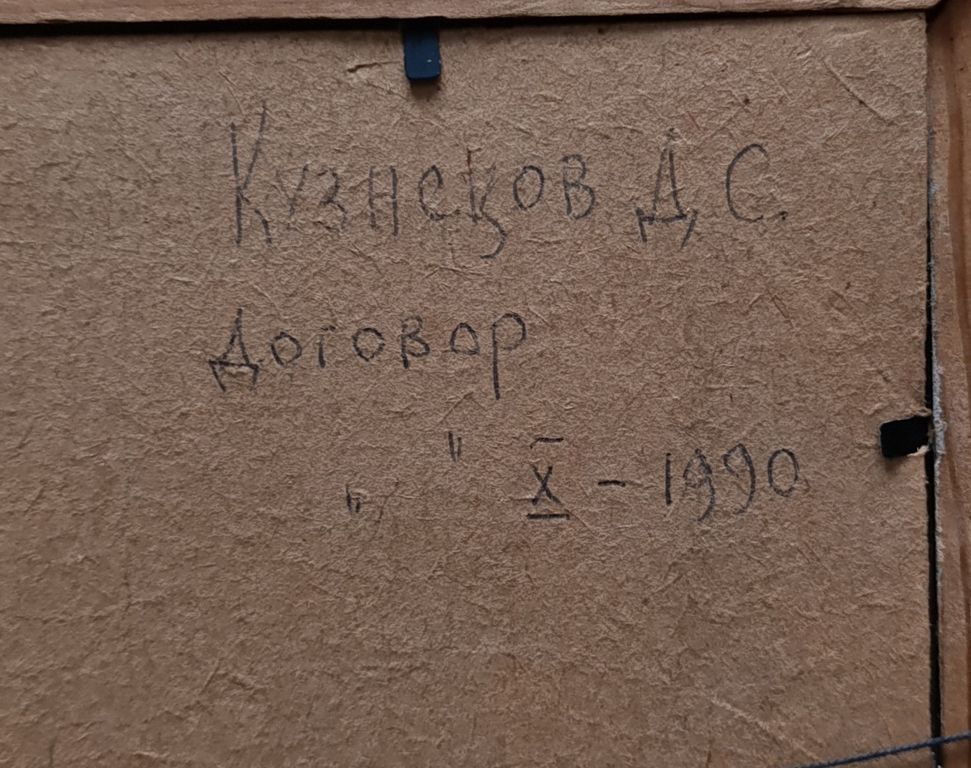 Кузнецов Д. С.
Договор
„ " X – 1990